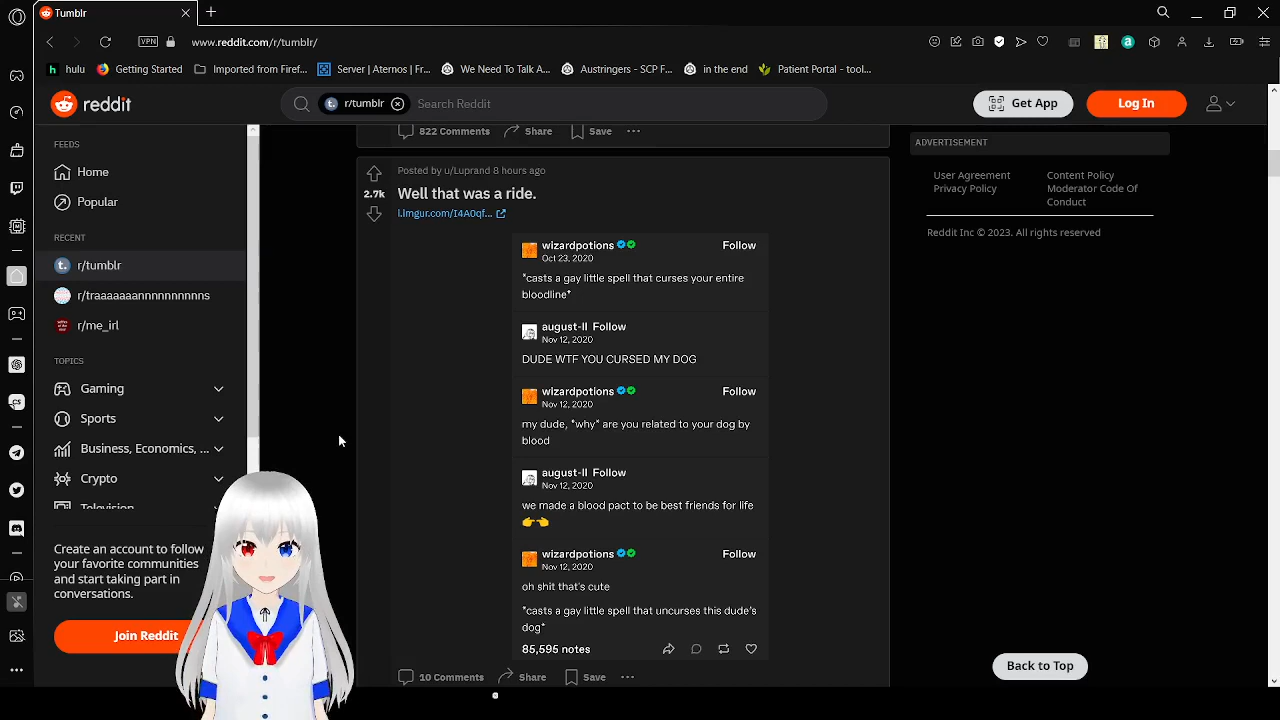 Tumblr
VPN
www.reddit.com/r/tumblr/
hulu
Getting Started
Imported from Firef...
Server | Aternos | Fr...
We Need To Talk A...
Austringers - SCP F...
in the end
Patient Portal - tool...
reddit
r/tumblr
Search Reddit
Get App
Log In
FEEDS
Home
Popular
RECENT
r/tumblr
r/traaaaaaannnnnnnnnns
r/me_irl
TOPICS
Gaming
Sports
Business, Economics, ...
Crypto
Television
Create an account to follow
your favorite communities
and start taking part in
conversations.
Join Reddit
822 Comments
Share
Save
Posted by u/Luprand 8 hours ago
2.7k
Well that was a ride.
i.imgur.com/I4A0qf...
wizardpotions
Follow
Oct 23, 2020
*casts a gay little spell that curses your entire
bloodline*
august-ll Follow
Nov 12, 2020
DUDE WTF YOU CURSED MY DOG
wizardpotions
Follow
Nov 12, 2020
my dude, *why* are you related to your dog by
blood
august-ll Follow
Nov 12, 2020
we made a blood pact to be best friends for life
👉👈
wizardpotions
Follow
Nov 12, 2020
oh shit that's cute
*casts a gay little spell that uncurses this dude's
dog*
85,595 notes
10 Comments
Share
Save
ADVERTISEMENT
User Agreement
Privacy Policy
Content Policy
Moderator Code Of
Conduct
Reddit Inc © 2023. All rights reserved
Back to Top